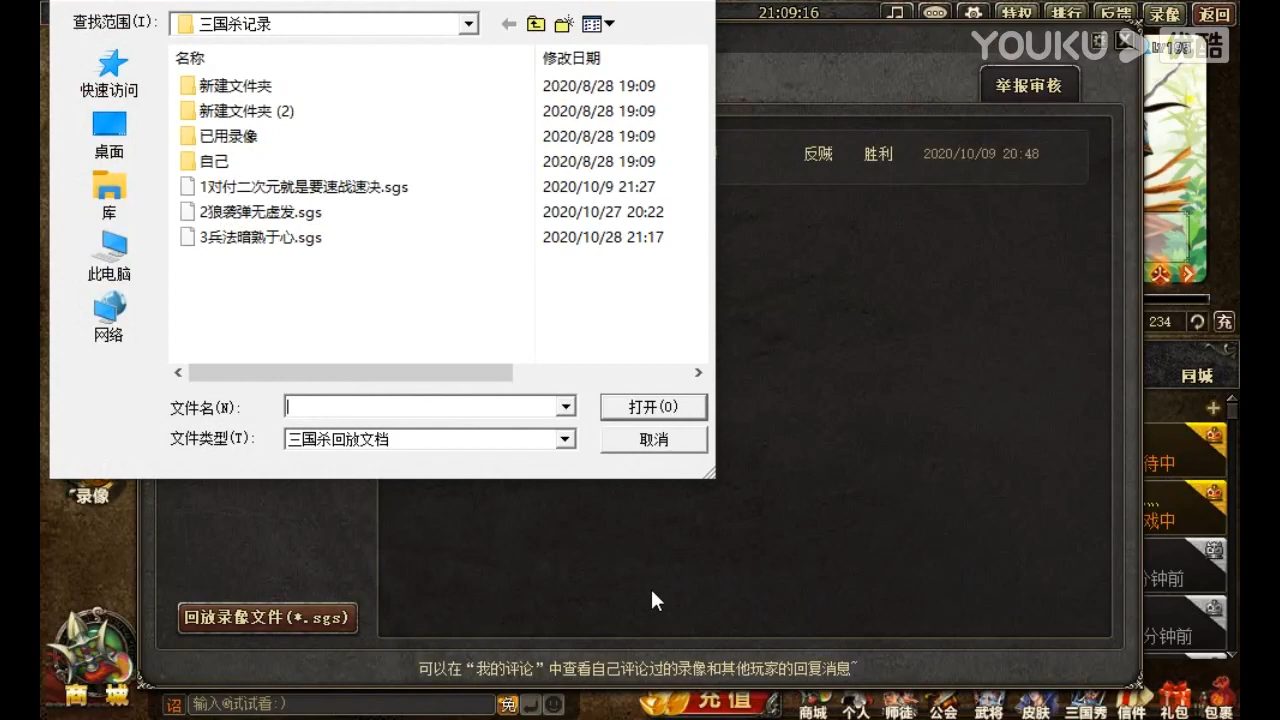 查找范围(I):
三国杀记录
21:09:16
特权
排行
反馈
录像
返回
YOUKU 优酷
名称
修改日期
新建文件夹
2020/8/28 19:09
新建文件夹 (2)
2020/8/28 19:09
已用录像
2020/8/28 19:09
自己
2020/8/28 19:09
1对付二次元就是要速战速决.sgs
2020/10/9 21:27
2狼袭弹无虚发.sgs
2020/10/27 20:22
3兵法暗熟于心.sgs
2020/10/28 21:17
快速访问
桌面
库
此电脑
网络
文件名(N):
打开(O)
文件类型(T):
三国杀回放文档
取消
举报审核
反贼
胜利
2020/10/09 20:48
234
充
同城
待中
戏中
分钟前
分钟前
录像
回放录像文件(*.sgs)
可以在“我的评论”中查看自己评论过的录像和其他玩家的回复消息~
商城
诏
输入@试试看:)
充值
商城
个人
师徒
公会
武将
皮肤
三国秀
信件
礼包
包裹